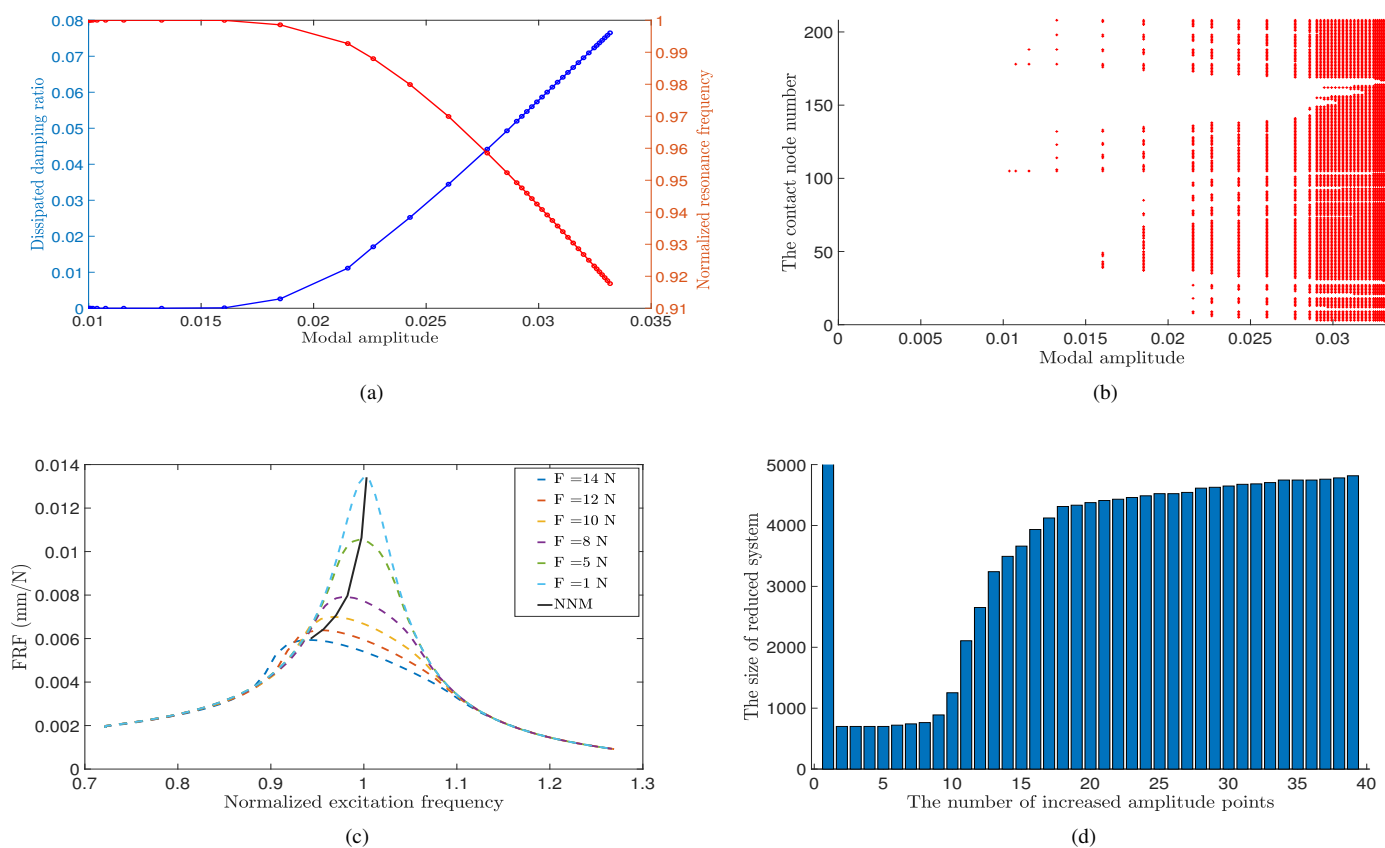 0.08
0.07
0.06
0.05
0.04
0.03
0.02
0.01
0
Dissipated damping ratio
1
0.99
0.98
0.97
0.96
0.95
0.94
0.93
0.92
0.91
Normalized resonance frequency
0.01 0.015 0.02 0.025 0.03 0.035
Modal amplitude
(a)
200
150
100
50
0
The contact node number
0 0.005 0.01 0.015 0.02 0.025 0.03
Modal amplitude
(b)
0.014
0.012
0.01
0.008
0.006
0.004
0.002
0
FRF (mm/N)
F =14 N
F =12 N
F =10 N
F =8 N
F =5 N
F =1 N
NNM
0.7 0.8 0.9 1 1.1 1.2 1.3
Normalized excitation frequency
(c)
5000
4000
3000
2000
1000
0
The size of reduced system
0 5 10 15 20 25 30 35 40
The number of increased amplitude points
(d)